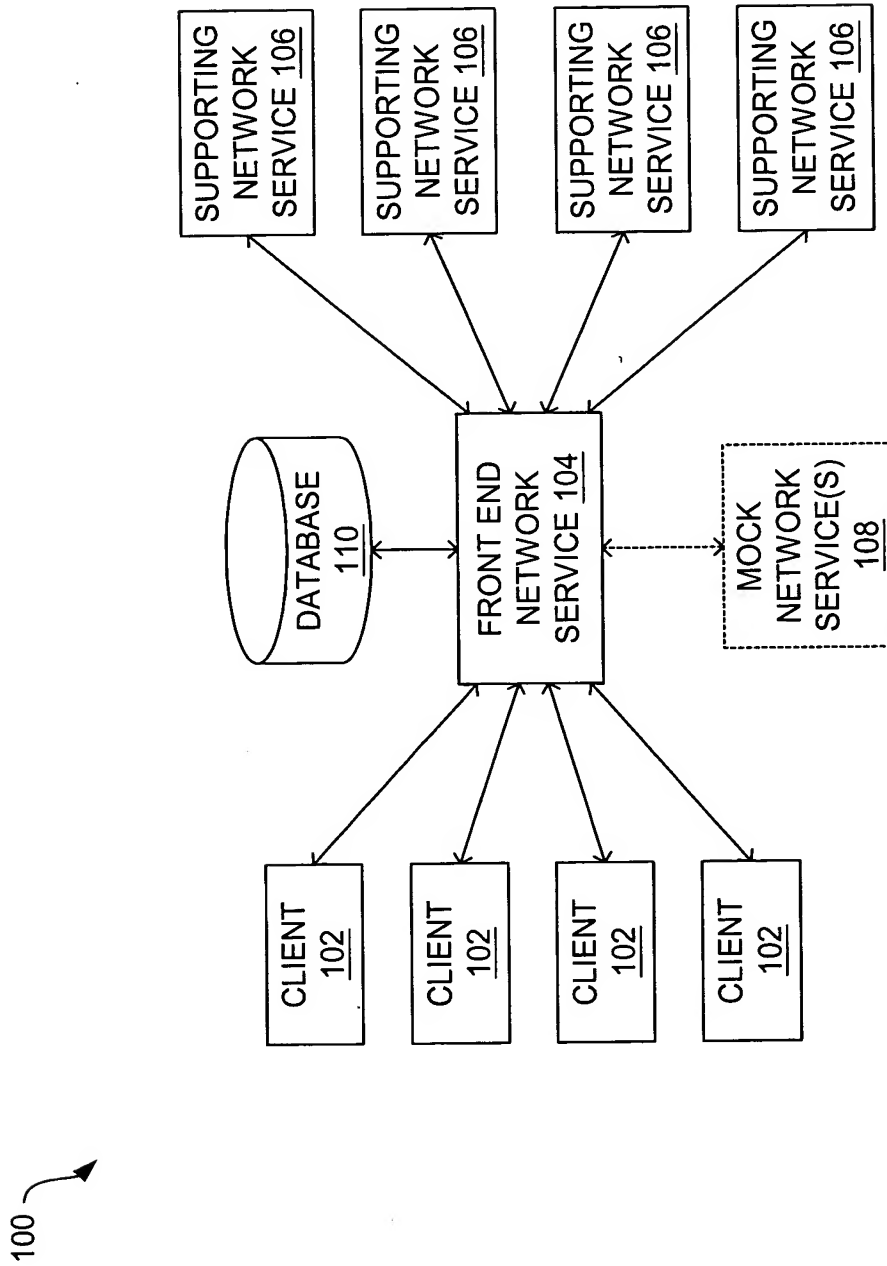 100
CLIENT
102
CLIENT
102
CLIENT
102
CLIENT
102
DATABASE
110
FRONT END
NETWORK
SERVICE 104
MOCK
NETWORK
SERVICE(S)
108
SUPPORTING
NETWORK
SERVICE 106
SUPPORTING
NETWORK
SERVICE 106
SUPPORTING
NETWORK
SERVICE 106
SUPPORTING
NETWORK
SERVICE 106